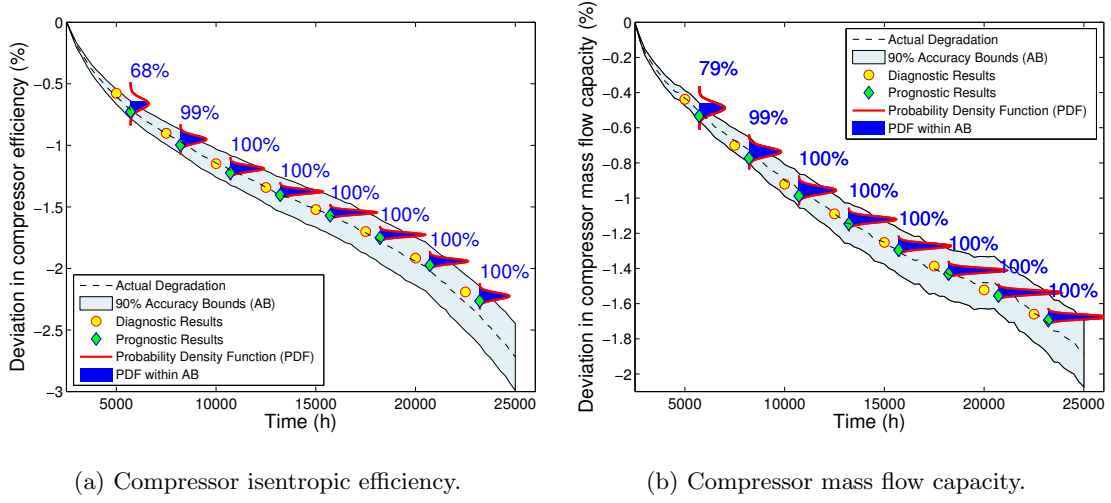 0
−0.5
−1
−1.5
−2
−2.5
−3
5000 10000 15000 20000 25000
Time (h)
Deviation in compressor efficiency (%)
68%
99%
100%
100%
100%
100%
100%
100%
Actual Degradation
90% Accuracy Bounds (AB)
Diagnostic Results
Prognostic Results
Probability Density Function (PDF)
PDF within AB
(a) Compressor isentropic efficiency.
0
−0.2
−0.4
−0.6
−0.8
−1
−1.2
−1.4
−1.6
−1.8
−2
5000 10000 15000 20000 25000
Time (h)
Deviation in compressor mass flow capacity (%)
79%
99%
100%
100%
100%
100%
100%
100%
Actual Degradation
90% Accuracy Bounds (AB)
Diagnostic Results
Prognostic Results
Probability Density Function (PDF)
PDF within AB
(b) Compressor mass flow capacity.